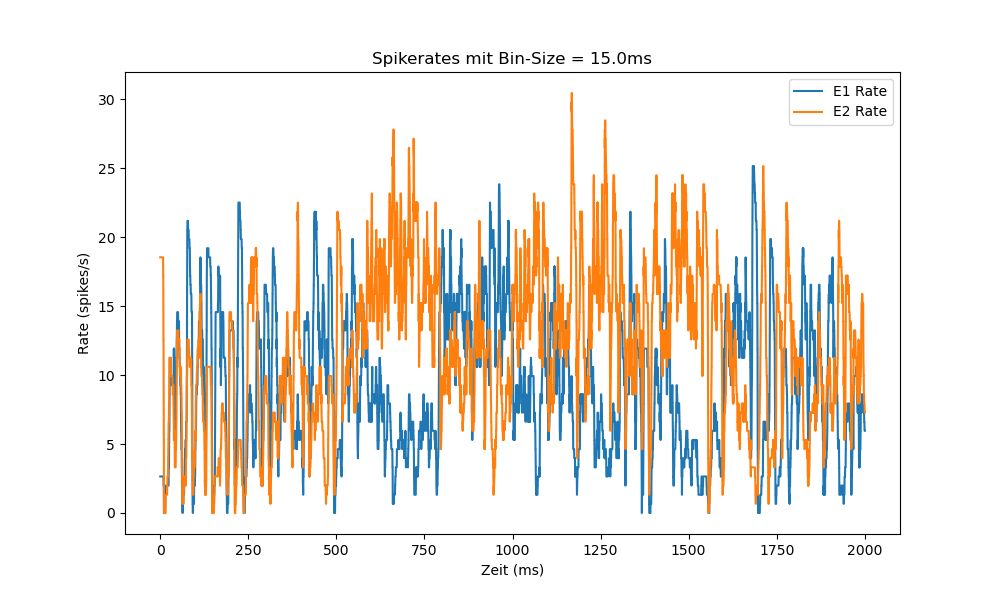 Spikerates mit Bin-Size = 15.0ms
E1 Rate
E2 Rate
Rate (spikes/s)
30
25
20
15
10
5
0
0 250 500 750 1000 1250 1500 1750 2000
Zeit (ms)